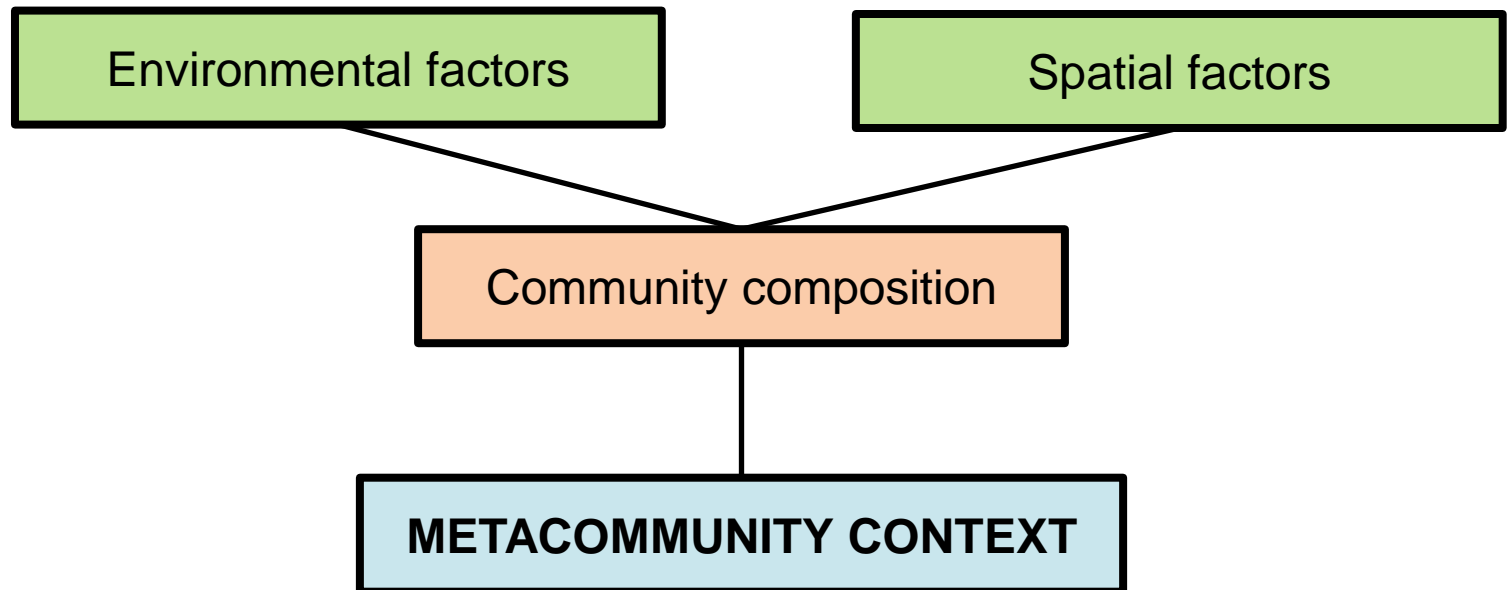 Environmental factors
Spatial factors
Community composition
METACOMMUNITY CONTEXT